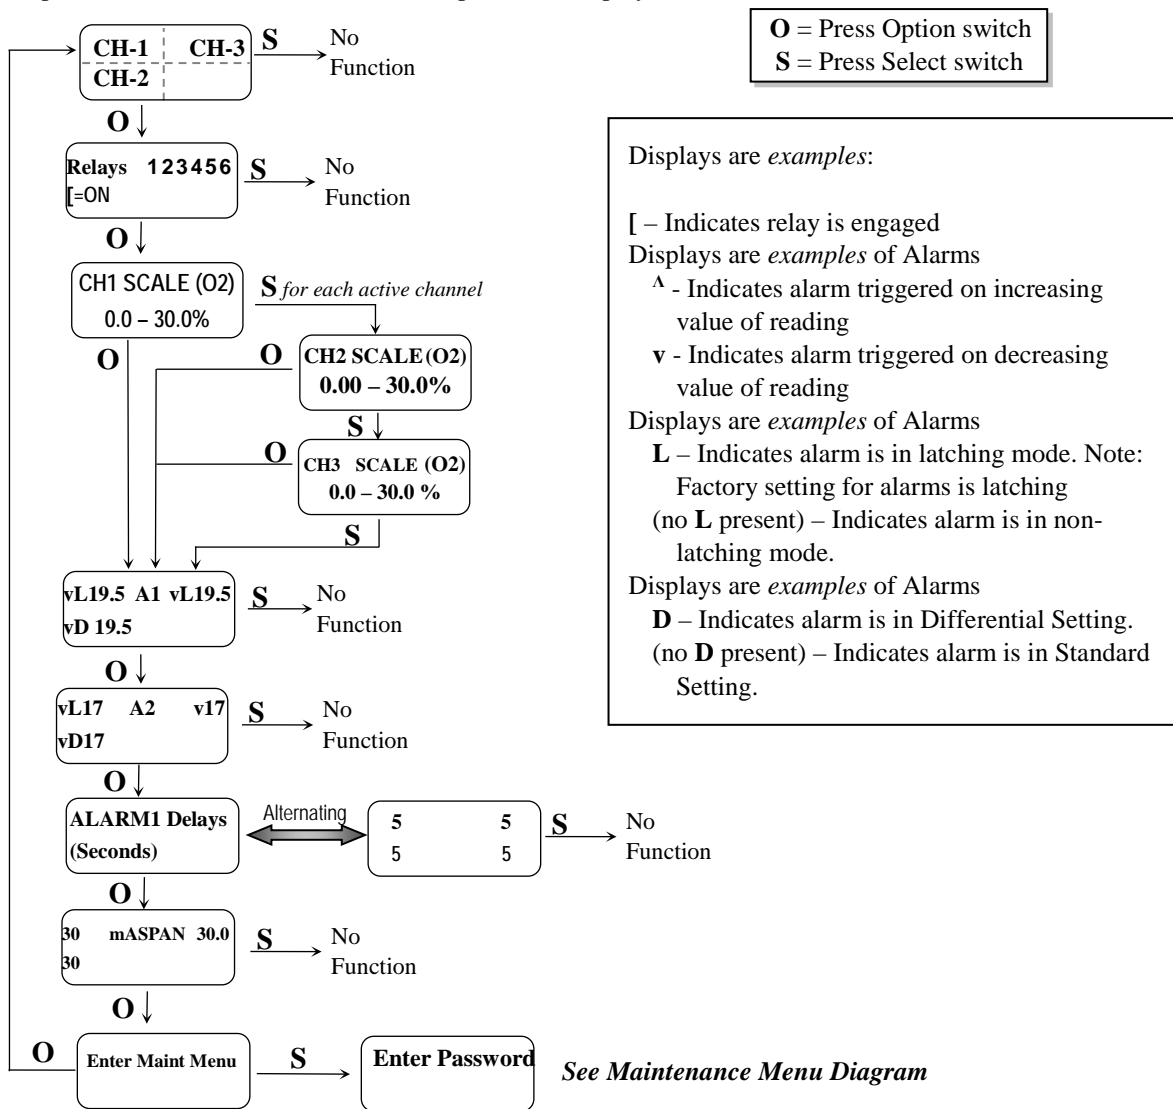 CH-1 CH-3
CH-2
S No
Function
O = Press Option switch
S = Press Select switch
O
Relays 123456
[=ON
S No
Function
O
CH1 SCALE (O2)
0.0 – 30.0%
S for each active channel
O
O
CH2 SCALE (O2)
0.00 – 30.0%
S
O
CH3 SCALE (O2)
0.0 – 30.0 %
S
vL19.5 A1 vL19.5
vD 19.5
S No
Function
O
vL17 A2 v17
vD17
S No
Function
O
ALARM1 Delays
(Seconds)
Alternating
5 5
5 5
S No
Function
O
30 mASPAN 30.0
30
S No
Function
O
O
Enter Maint Menu
S
Enter Password
See Maintenance Menu Diagram
Displays are examples:
[ – Indicates relay is engaged
Displays are examples of Alarms
^ - Indicates alarm triggered on increasing
value of reading
v - Indicates alarm triggered on decreasing
value of reading
Displays are examples of Alarms
L – Indicates alarm is in latching mode. Note:
Factory setting for alarms is latching
(no L present) – Indicates alarm is in non-
latching mode.
Displays are examples of Alarms
D – Indicates alarm is in Differential Setting.
(no D present) – Indicates alarm is in Standard
Setting.